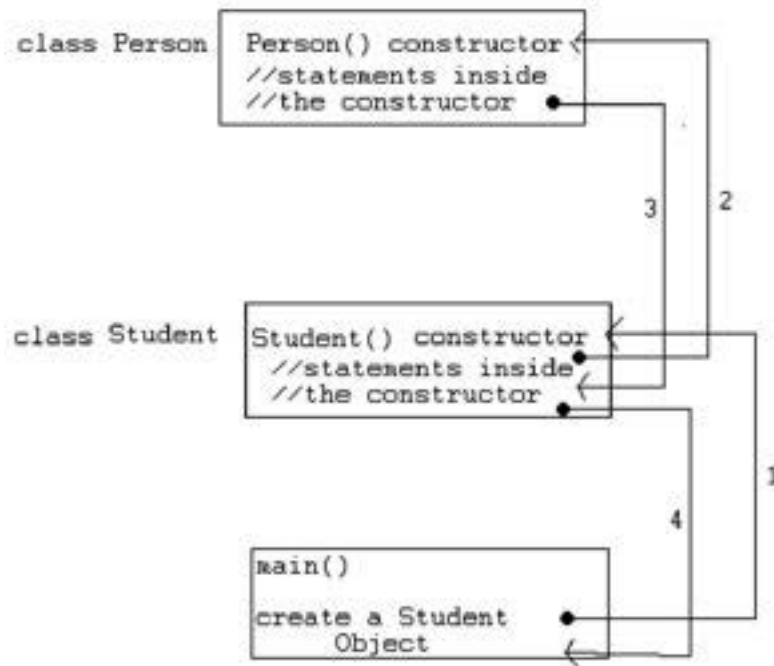 class Person
Person() constructor
//statements inside
//the constructor
3
2
class Student
Student() constructor
//statements inside
//the constructor
4
1
main()
create a Student
Object